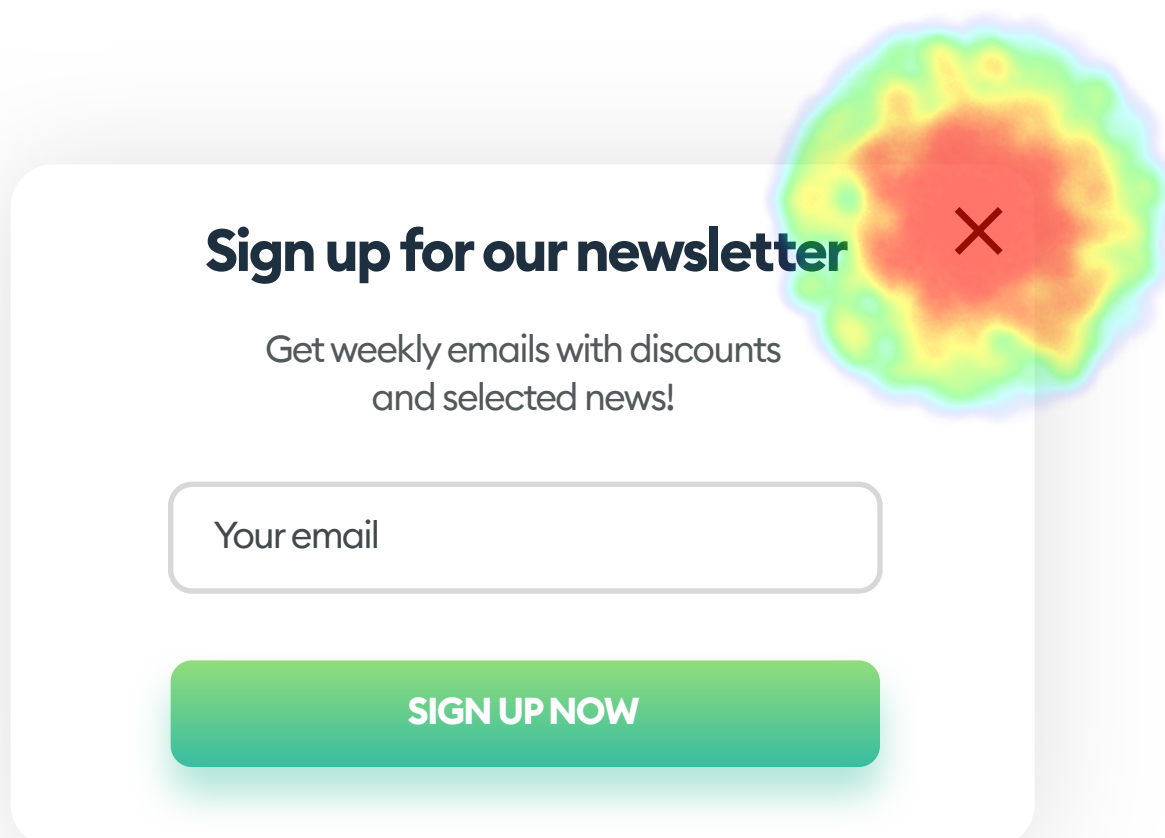 Sign up for our newsletter
Get weekly emails with discounts
and selected news!
Your email
SIGN UP NOW